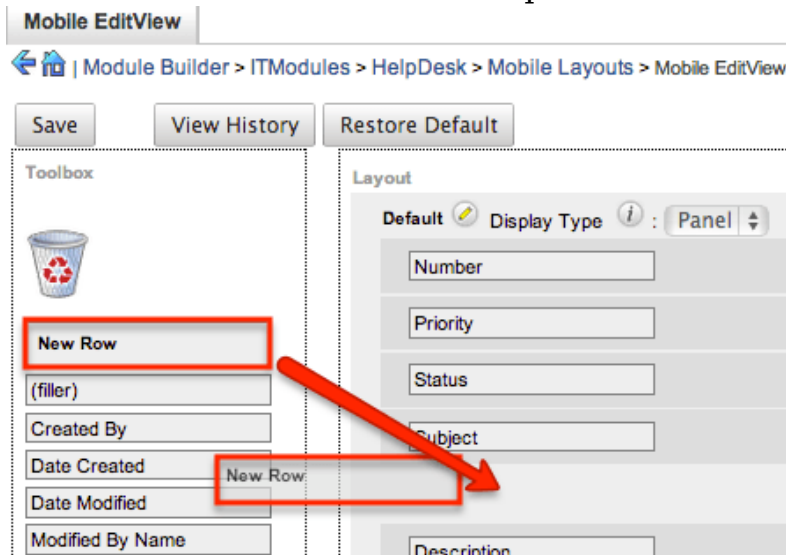 Mobile EditView
| Module Builder > ITModules > HelpDesk > Mobile Layouts > Mobile EditView
Save View History Restore Default
Toolbox
Layout
Default Display Type i : Panel
Number
Priority
New Row
Status
(filler)
Created By
Subject
Date Created
New Row
Date Modified
Modified By Name
Description